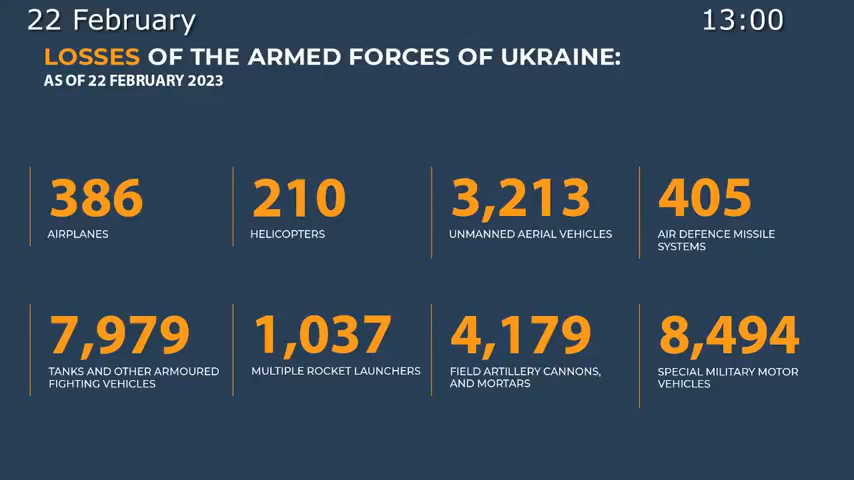 22 February 13:00
LOSSES OF THE ARMED FORCES OF UKRAINE:
AS OF 22 FEBRUARY 2023
386
AIRPLANES
210
HELICOPTERS
3,213
UNMANNED AERIAL VEHICLES
405
AIR DEFENCE MISSILE
SYSTEMS
7,979
TANKS AND OTHER ARMOURED
FIGHTING VEHICLES
1,037
MULTIPLE ROCKET LAUNCHERS
4,179
FIELD ARTILLERY CANNONS,
AND MORTARS
8,494
SPECIAL MILITARY MOTOR
VEHICLES